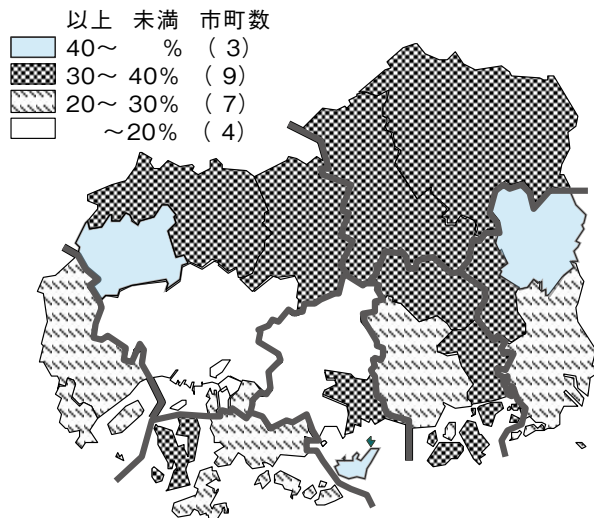 以上 未満 市町数
40～ % ( 3)
30～ 40% ( 9)
20～ 30% ( 7)
～20% ( 4)